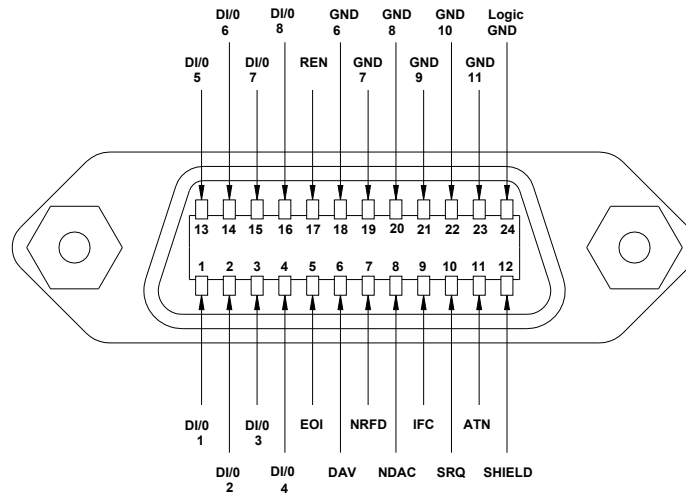 DI/0
6
DI/0
8
GND
6
GND
8
GND
10
Logic
GND
DI/0
5
DI/0
7
REN
GND
7
GND
9
GND
11
13 14 15 16 17 18 19 20 21 22 23 24
1 2 3 4 5 6 7 8 9 10 11 12
DI/0
1
DI/0
3
EOI
NRFD
IFC
ATN
DI/0
2
DI/0
4
DAV
NDAC
SRQ
SHIELD